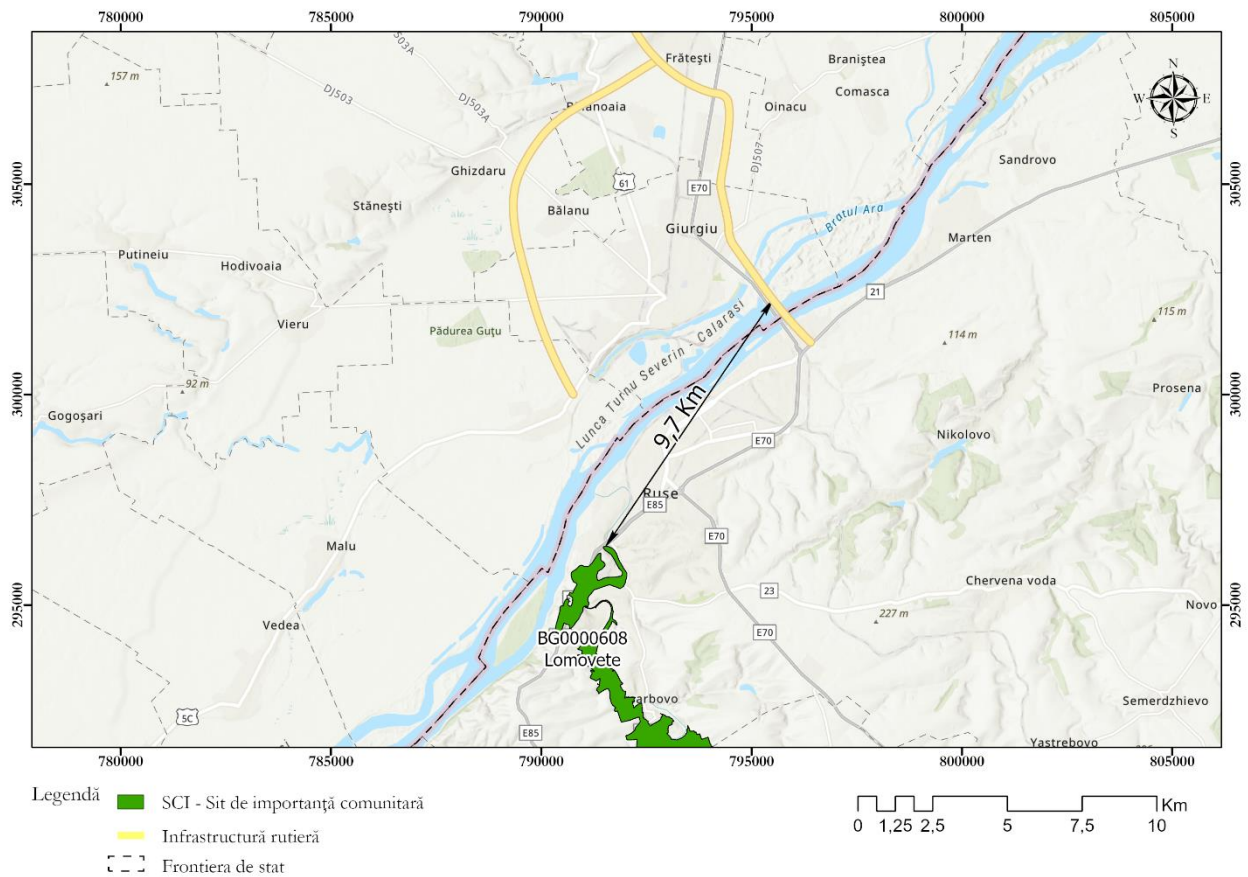 780000 785000 790000 795000 800000 805000
Frătești
Braniștea
157 m
DJ503
503A
DJ503A
Comasca
Oinacu
N
W E
S
DJ507
Ghizdaru
Sandrovo
305000
61
E70
305000
Stănești
Bălanu
Giurgiu
Bratul Ara
Marten
Putineiu
Hodivoaia
21
Vieru
Pădurea Guțu
Lunca Turnu Severin - Calarasi
115 m
114 m
92 m
Prosena
300000
Gogoșari
9,7 Km
300000
E70
Nikolovo
Ruse
E85
Malu
E70
Chervena voda
23
295000
Novo
295000
Vedea
227 m
BG0000608
Lomovete
E70
arbovo
Semerdzhievo
5C
E85
Yastrebovo
780000 785000 790000 795000 800000 805000
Legendă
SCI - Sit de importanță comunitară
Infrastructură rutieră
Frontiera de stat
Km
0 1,25 2,5 5 7,5 10